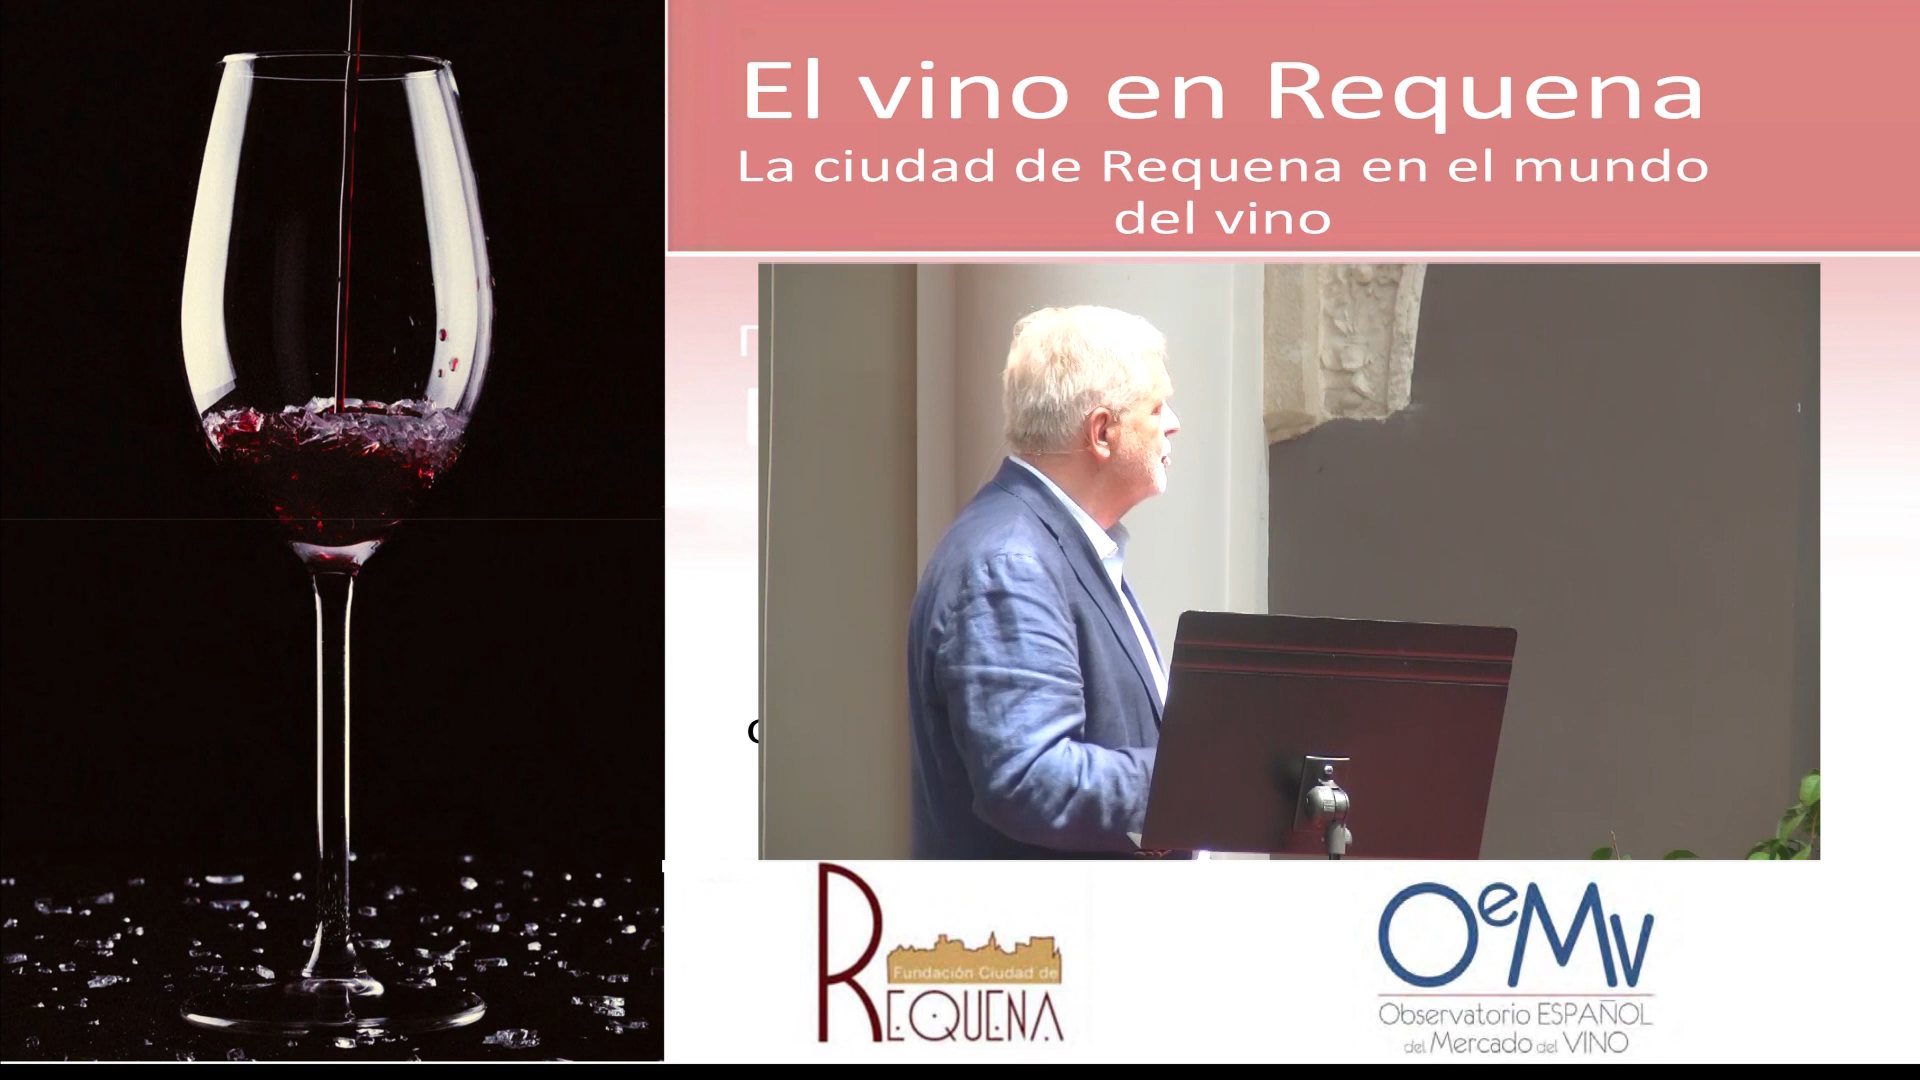 El vino en Requena
La ciudad de Requena en el mundo
del vino
Fundación Ciudad de
REQUENA
OeMv
Observatorio ESPAÑOL
del Mercado del VINO